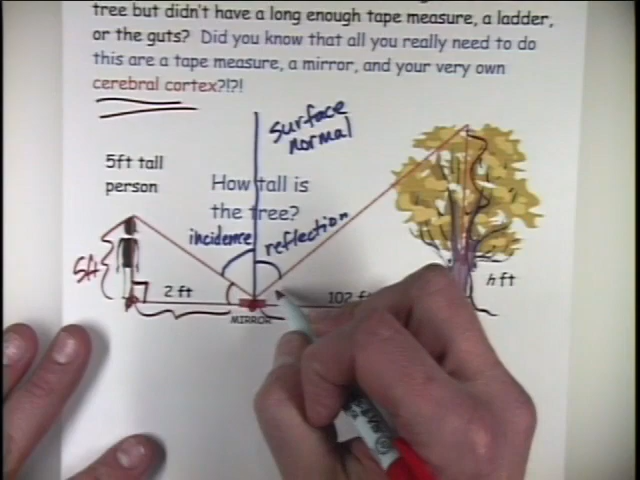 tree but didn't have a long enough tape measure, a ladder,
or the guts? Did you know that all you really need to do
this are a tape measure, a mirror, and your very own
cerebral cortex?!?!
surface
normal
5ft tall
person
How tall is
the tree?
incidence
reflection
5ft
2 ft
102 ft
h ft
MIRROR